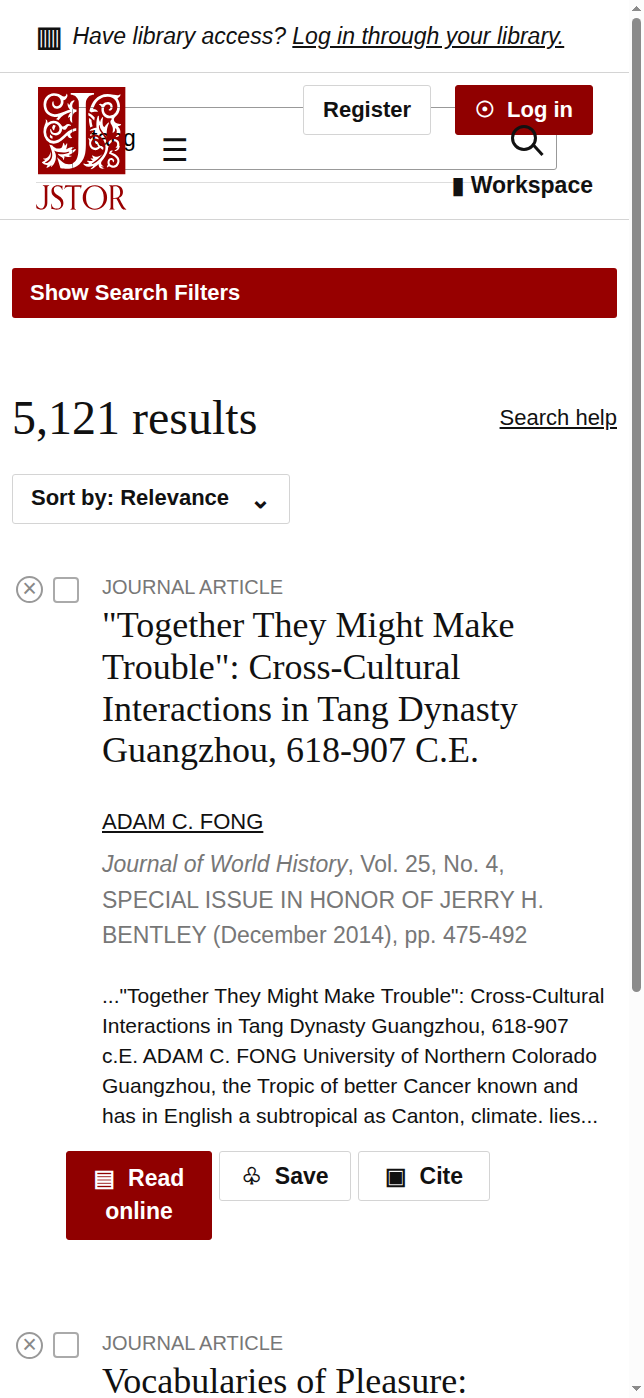 Have library access? Log in through your library.
Register
Log in
tang
JSTOR
Workspace
Show Search Filters
5,121 results
Search help
Sort by: Relevance
JOURNAL ARTICLE
"Together They Might Make
Trouble": Cross-Cultural
Interactions in Tang Dynasty
Guangzhou, 618-907 C.E.
ADAM C. FONG
Journal of World History, Vol. 25, No. 4,
SPECIAL ISSUE IN HONOR OF JERRY H.
BENTLEY (December 2014), pp. 475-492
..."Together They Might Make Trouble": Cross-Cultural
Interactions in Tang Dynasty Guangzhou, 618-907
c.E. ADAM C. FONG University of Northern Colorado
Guangzhou, the Tropic of better Cancer known and
has in English a subtropical as Canton, climate. lies...
Read
online
Save
Cite
JOURNAL ARTICLE
Vocabularies of Pleasure: